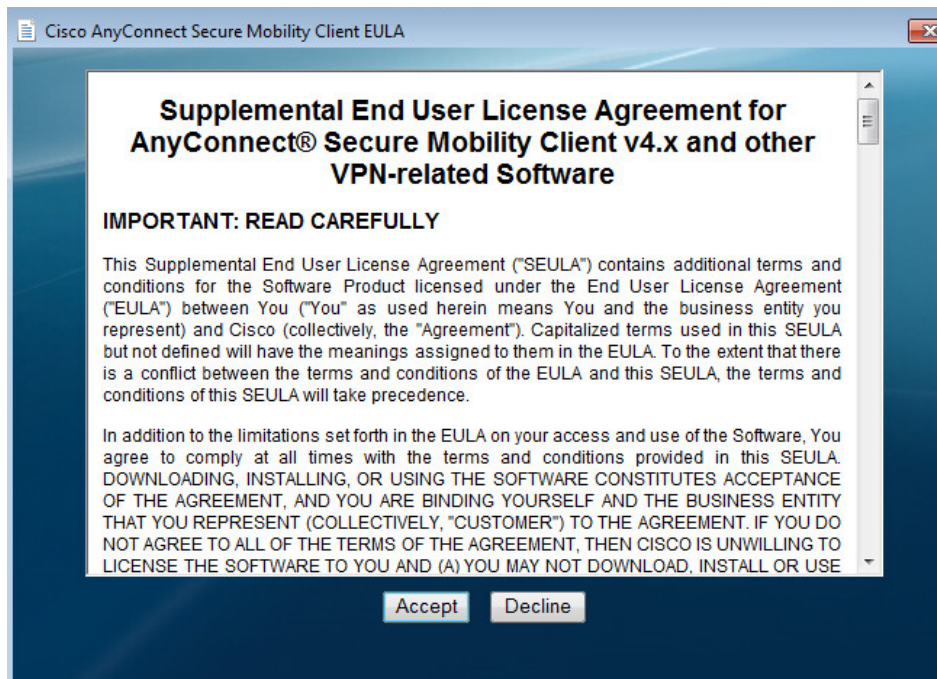 Cisco AnyConnect Secure Mobility Client EULA
Supplemental End User License Agreement for
AnyConnect® Secure Mobility Client v4.x and other
VPN-related Software
IMPORTANT: READ CAREFULLY
This Supplemental End User License Agreement ("SEULA") contains additional terms and
conditions for the Software Product licensed under the End User License Agreement
("EULA") between You ("You" as used herein means You and the business entity you
represent) and Cisco (collectively, the "Agreement"). Capitalized terms used in this SEULA
but not defined will have the meanings assigned to them in the EULA. To the extent that there
is a conflict between the terms and conditions of the EULA and this SEULA, the terms and
conditions of this SEULA will take precedence.
In addition to the limitations set forth in the EULA on your access and use of the Software, You
agree to comply at all times with the terms and conditions provided in this SEULA.
DOWNLOADING, INSTALLING, OR USING THE SOFTWARE CONSTITUTES ACCEPTANCE
OF THE AGREEMENT, AND YOU ARE BINDING YOURSELF AND THE BUSINESS ENTITY
THAT YOU REPRESENT (COLLECTIVELY, "CUSTOMER") TO THE AGREEMENT. IF YOU DO
NOT AGREE TO ALL OF THE TERMS OF THE AGREEMENT, THEN CISCO IS UNWILLING TO
LICENSE THE SOFTWARE TO YOU AND (A) YOU MAY NOT DOWNLOAD, INSTALL OR USE
Accept Decline